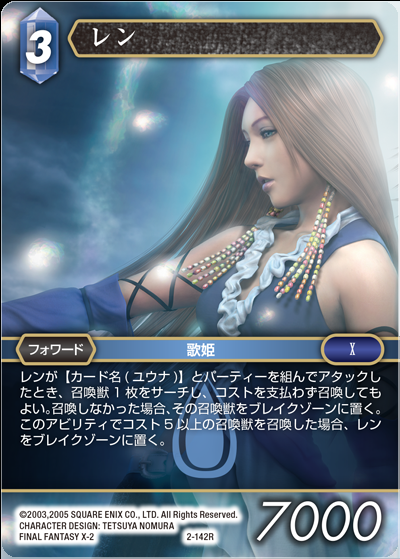 3
レン
フォワード
歌姫
X
レンが【カード名(ユウナ)】とパーティーを組んでアタックし
たとき、召喚獣1枚をサーチし、コストを支払わず召喚しても
よい。召喚しなかった場合、その召喚獣をブレイクゾーンに置く。
このアビリティでコスト5以上の召喚獣を召喚した場合、レン
をブレイクゾーンに置く。
©2003,2005 SQUARE ENIX CO., LTD. All Rights Reserved.
CHARACTER DESIGN: TETSUYA NOMURA
FINAL FANTASY X-2
2-142R
7000